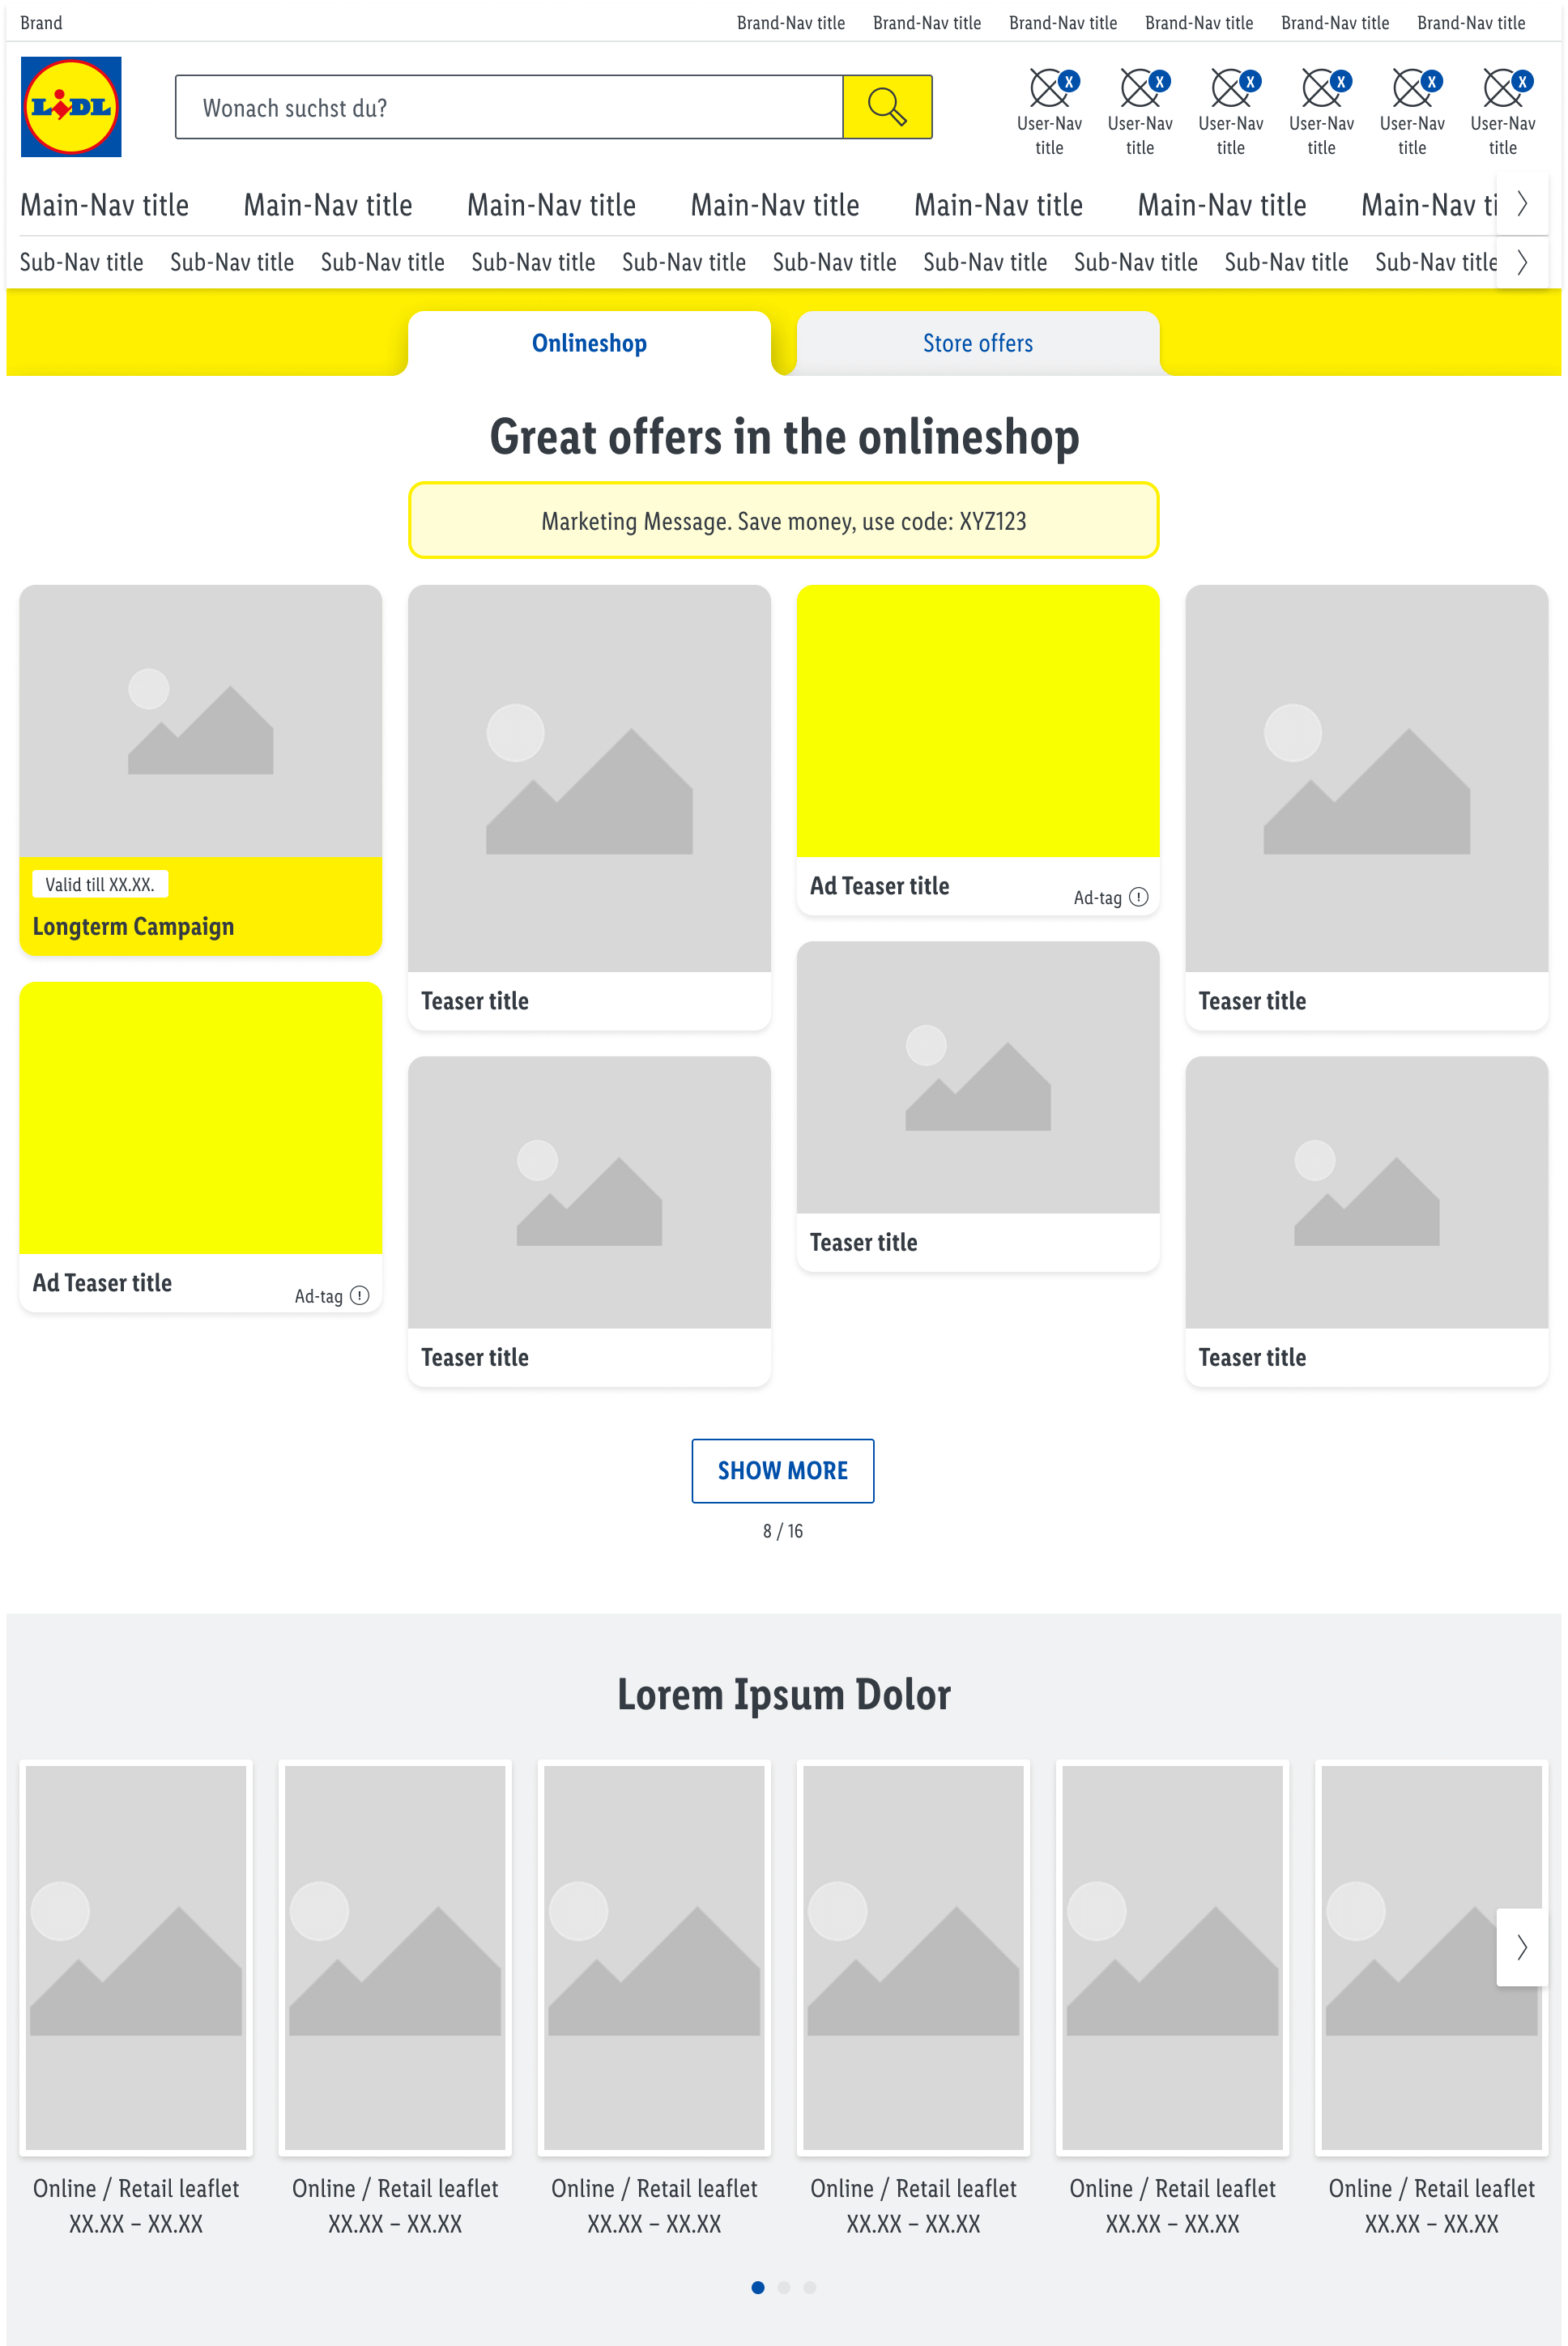 Brand
Brand-Nav title Brand-Nav title Brand-Nav title Brand-Nav title Brand-Nav title Brand-Nav title
LIDL
Wonach suchst du?
X X X X X X
User-Nav User-Nav User-Nav User-Nav User-Nav User-Nav
title title title title title title
Main-Nav title Main-Nav title Main-Nav title Main-Nav title Main-Nav title Main-Nav title Main-Nav ti
Sub-Nav title Sub-Nav title Sub-Nav title Sub-Nav title Sub-Nav title Sub-Nav title Sub-Nav title Sub-Nav title Sub-Nav title Sub-Nav title
Onlineshop Store offers
Great offers in the onlineshop
Marketing Message. Save money, use code: XYZ123
Valid till XX.XX.
Longterm Campaign
Ad Teaser title
Ad-tag
Teaser title
Teaser title
Ad Teaser title
Ad-tag
Teaser title
Teaser title
Teaser title
SHOW MORE
8 / 16
Lorem Ipsum Dolor
Online / Retail leaflet Online / Retail leaflet Online / Retail leaflet Online / Retail leaflet Online / Retail leaflet Online / Retail leaflet
XX.XX – XX.XX XX.XX – XX.XX XX.XX – XX.XX XX.XX – XX.XX XX.XX – XX.XX XX.XX – XX.XX